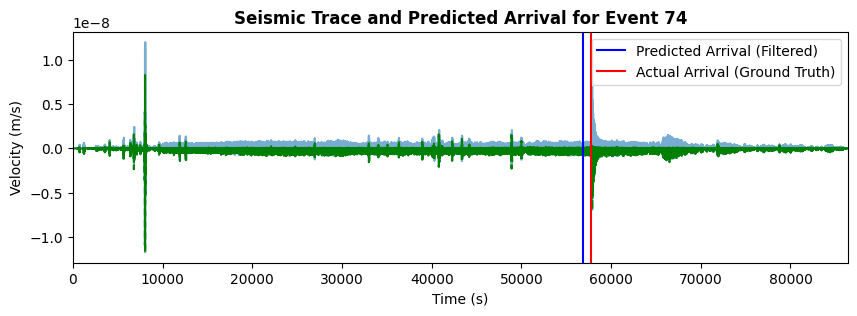 Seismic Trace and Predicted Arrival for Event 74
1e−8
Predicted Arrival (Filtered)
Actual Arrival (Ground Truth)
1.0
0.5
0.0
−0.5
−1.0
Velocity (m/s)
0 10000 20000 30000 40000 50000 60000 70000 80000
Time (s)